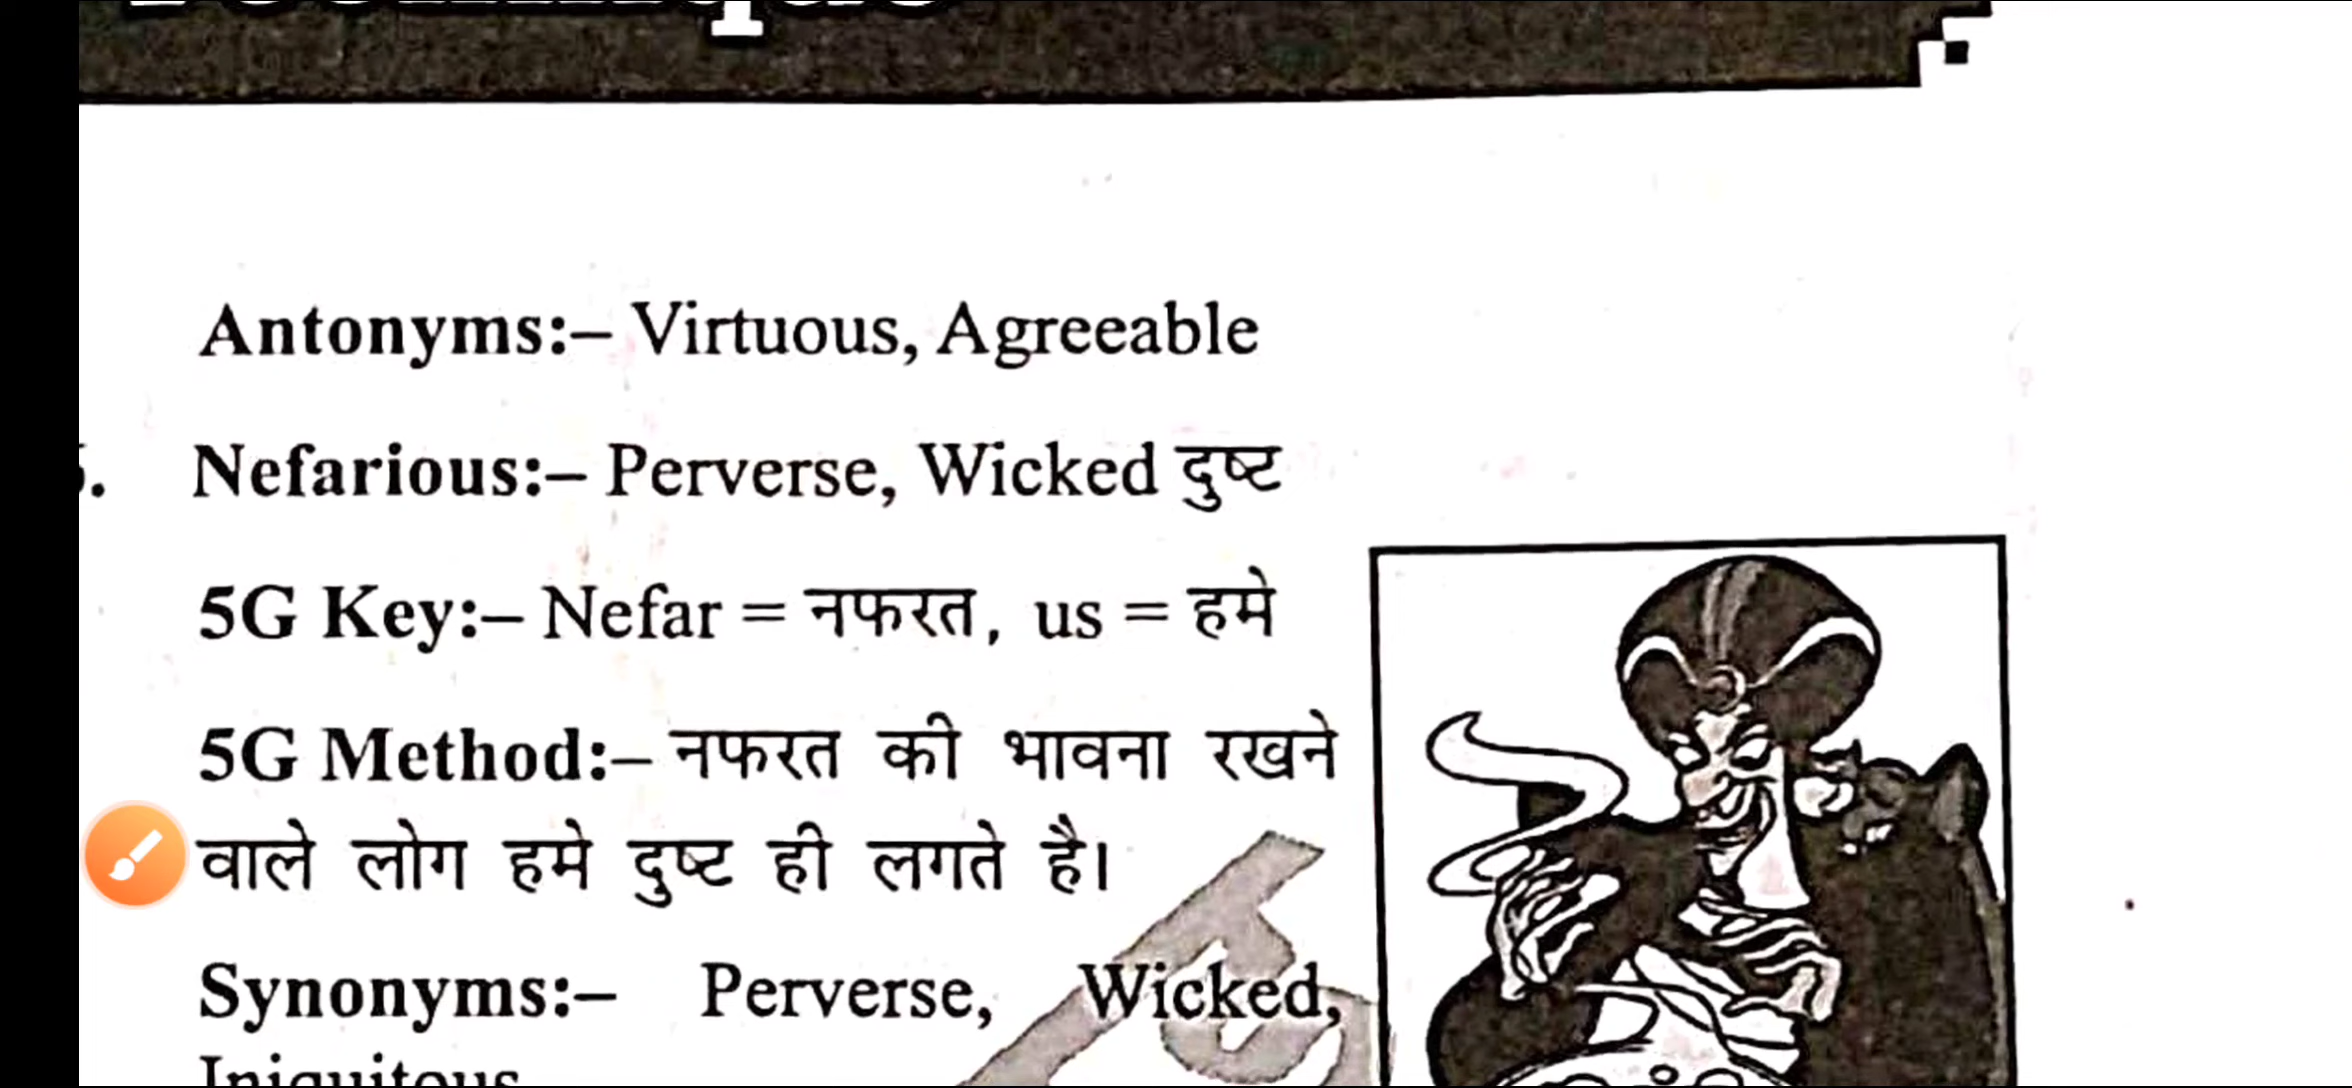 Antonyms:– Virtuous, Agreeable
Nefarious:– Perverse, Wicked दुष्ट
5G Key:– Nefar = नफरत, us = हमे
5G Method:– नफरत की भावना रखने
वाले लोग हमे दुष्ट ही लगते है।
Synonyms:– Perverse, Wicked,
Iniquitous